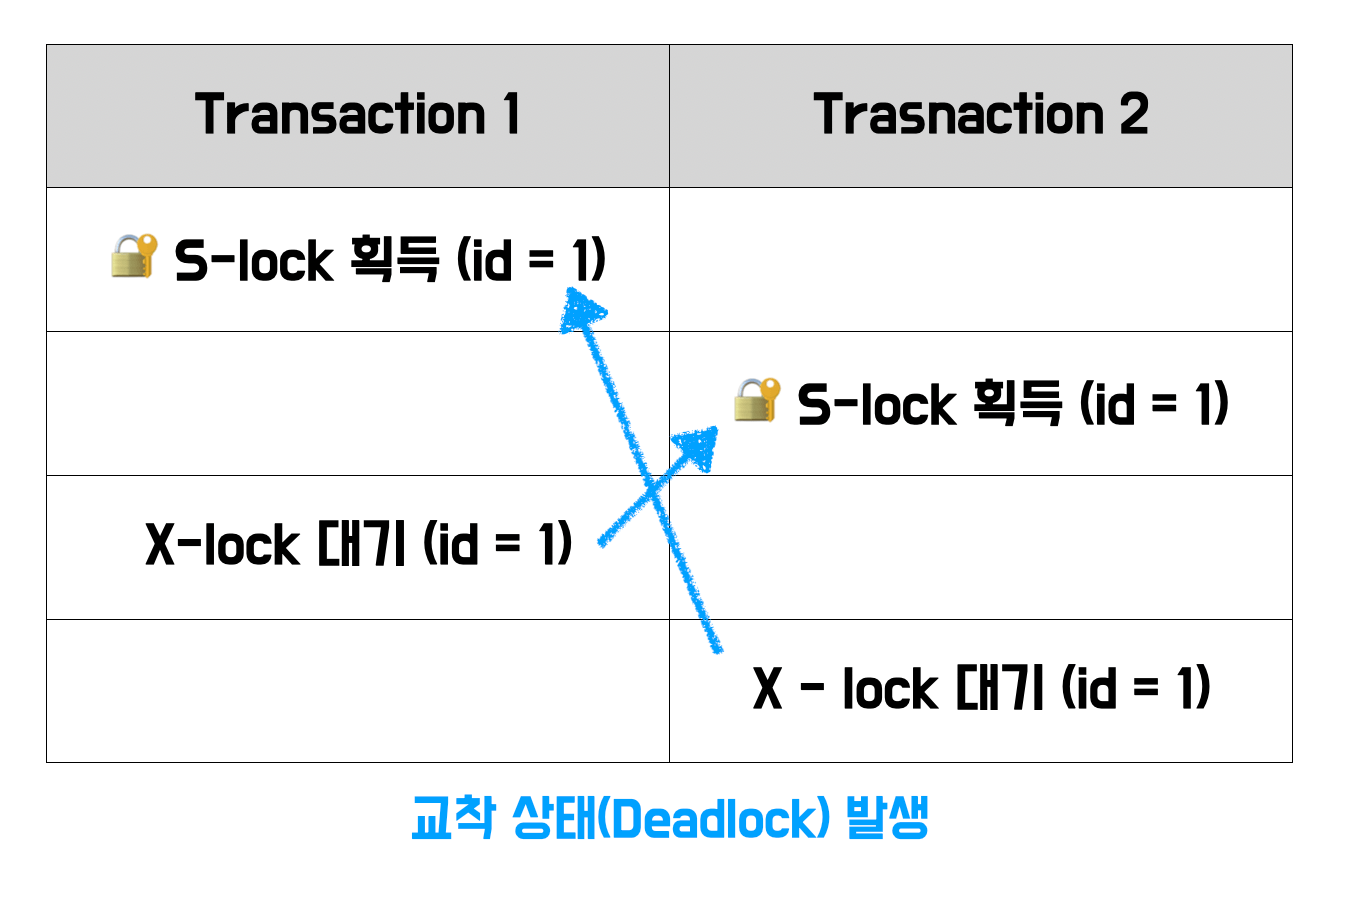 Transaction 1
Trasnaction 2
🔐 S-lock 획득 (id = 1)
🔐 S-lock 획득 (id = 1)
X-lock 대기 (id = 1)
X - lock 대기 (id = 1)
교착 상태(Deadlock) 발생